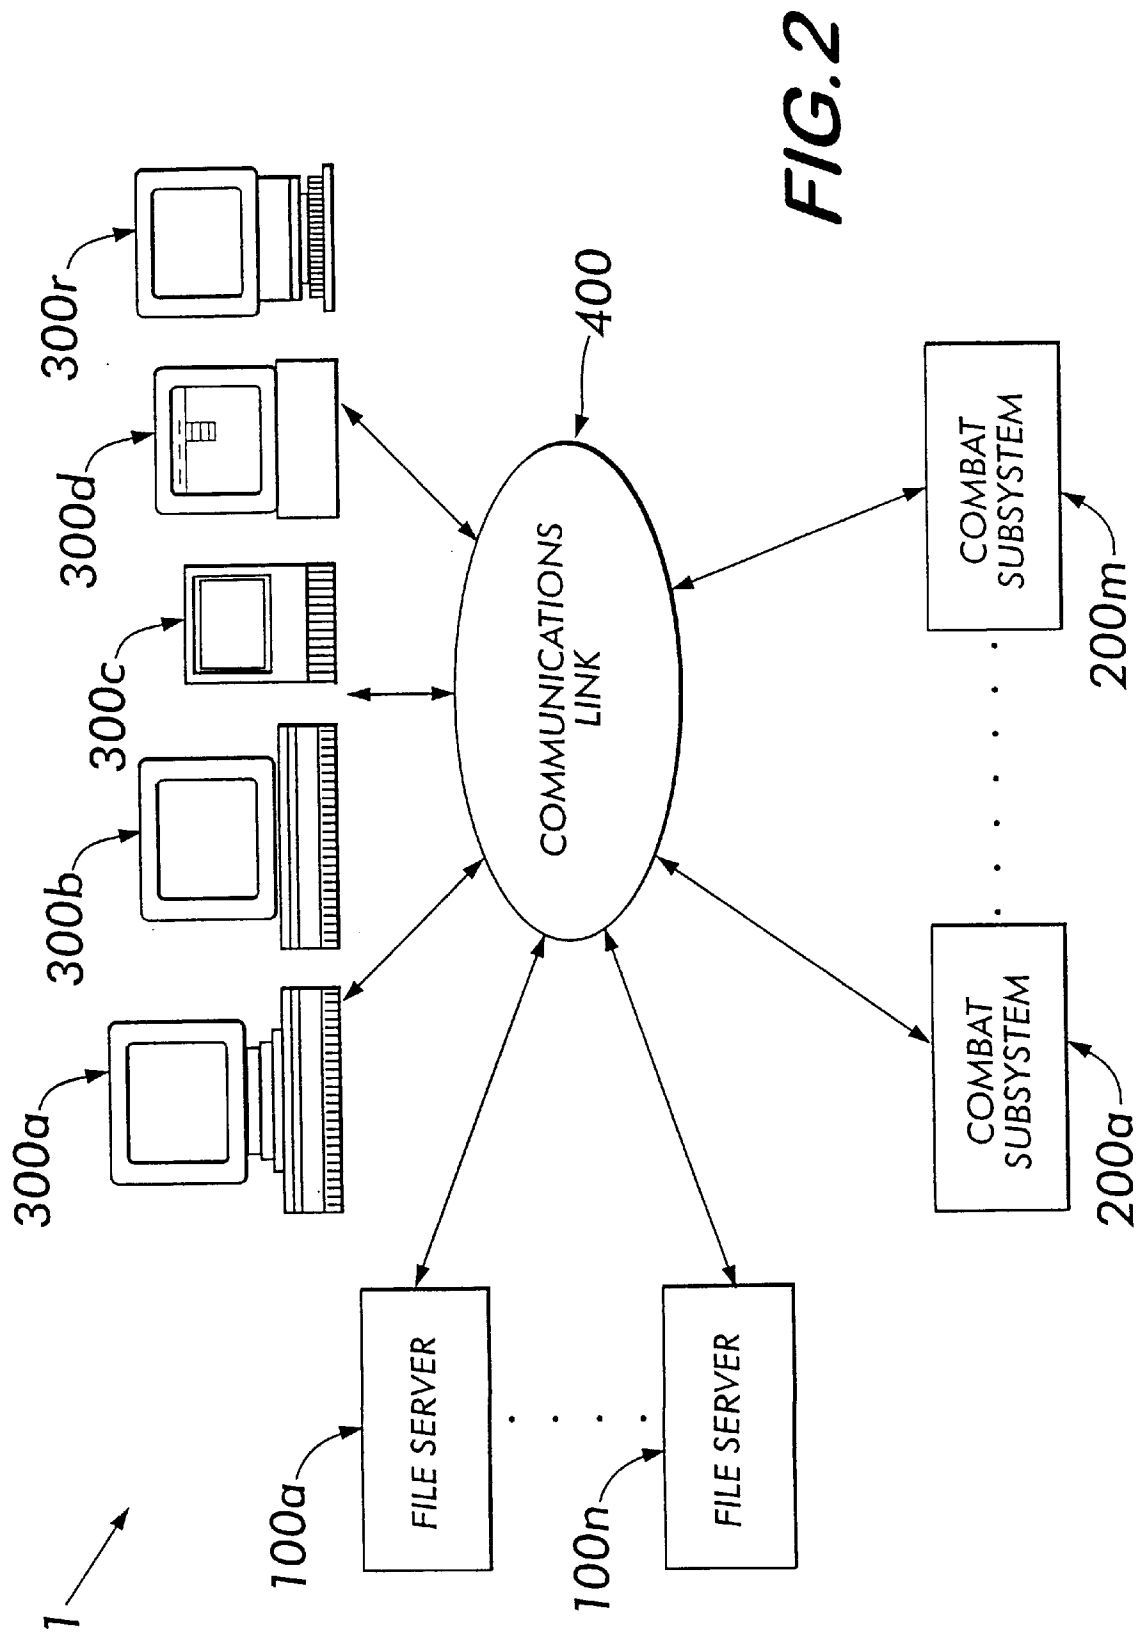 1
300a
300b
300c
300d
300r
100a
FILE SERVER
100n
FILE SERVER
COMMUNICATIONS
LINK
400
COMBAT
SUBSYSTEM
200a
COMBAT
SUBSYSTEM
200m
FIG. 2